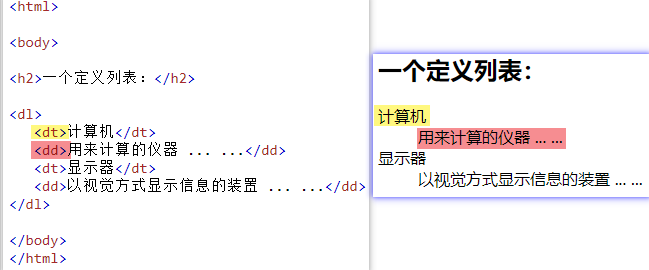 <html>
<body>
<h2>一个定义列表：</h2>
<dl>
<dt>计算机</dt>
<dd>用来计算的仪器 ... ...</dd>
<dt>显示器</dt>
<dd>以视觉方式显示信息的装置 ... ...</dd>
</dl>
</body>
</html>
一个定义列表：
计算机
用来计算的仪器 ... ...
显示器
以视觉方式显示信息的装置 ... ...